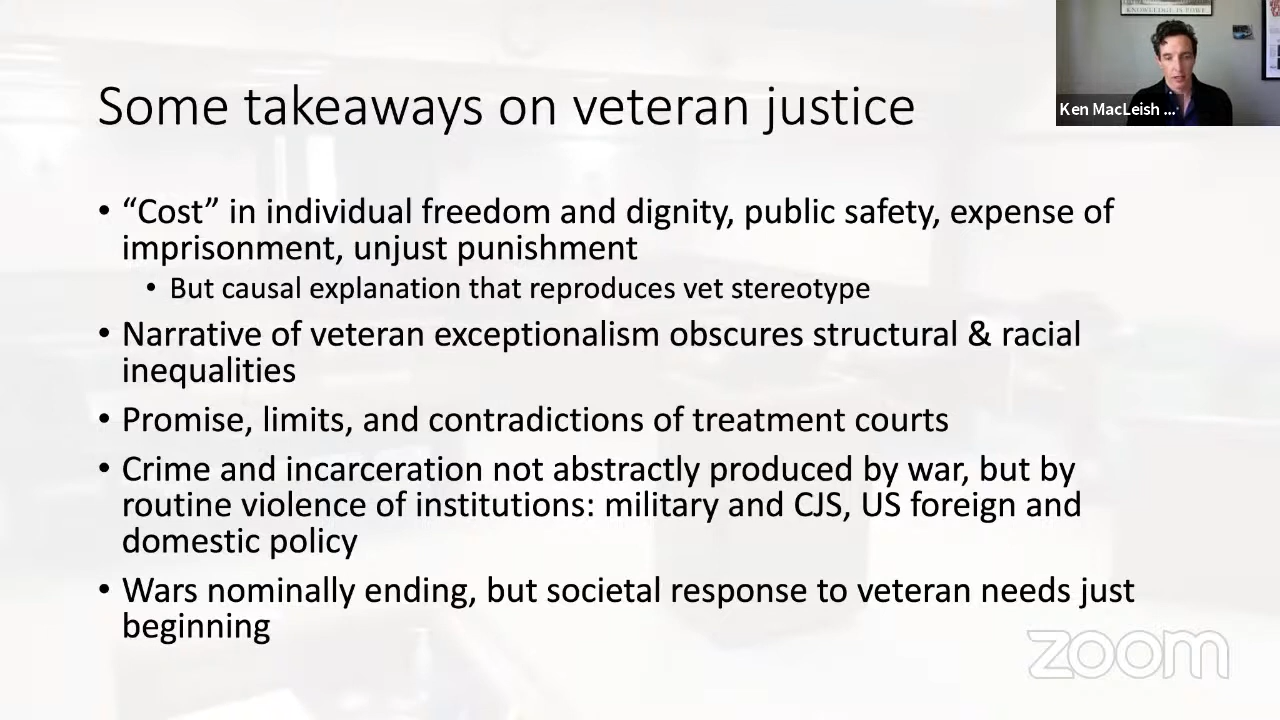 KNOWLEDGE IS POWER
Ken MacLeish ...
Some takeaways on veteran justice
• “Cost” in individual freedom and dignity, public safety, expense of
imprisonment, unjust punishment
• But causal explanation that reproduces vet stereotype
• Narrative of veteran exceptionalism obscures structural & racial
inequalities
• Promise, limits, and contradictions of treatment courts
• Crime and incarceration not abstractly produced by war, but by
routine violence of institutions: military and CJS, US foreign and
domestic policy
• Wars nominally ending, but societal response to veteran needs just
beginning
zoom